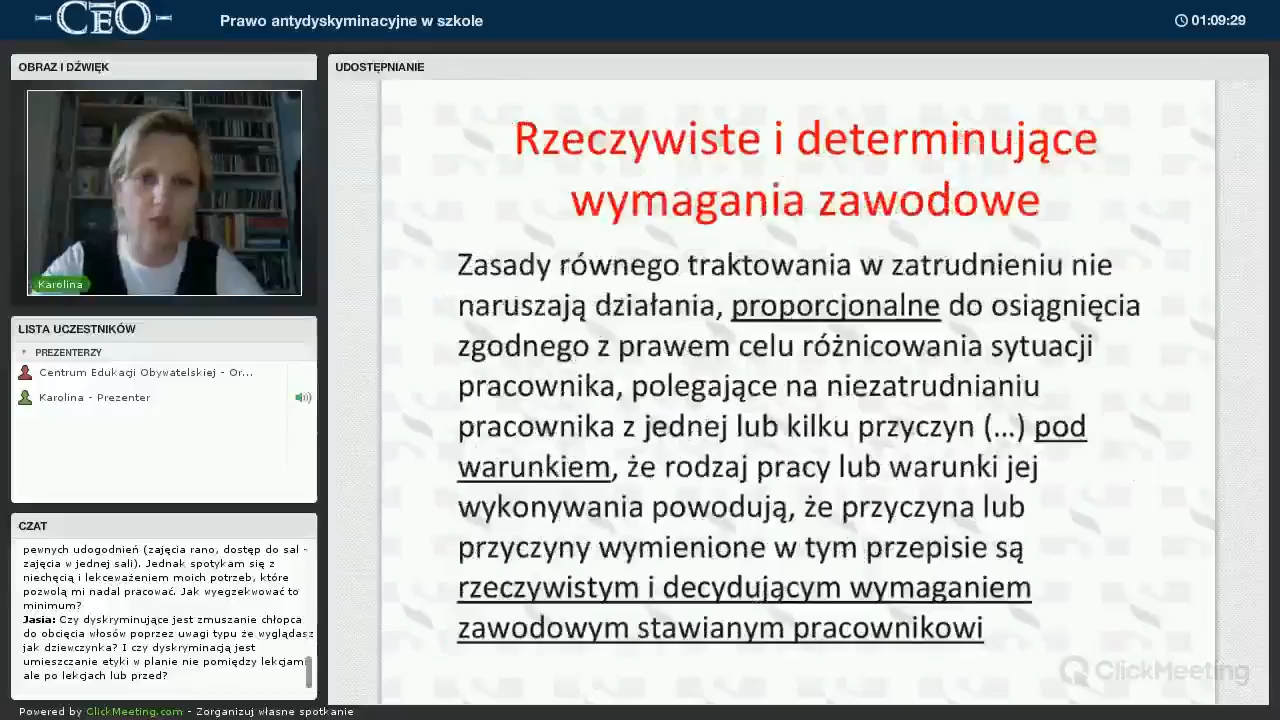 CEO
Prawo antydyskyminacyjne w szkole
01:09:29
OBRAZ I DŹWIĘK
Karolina
LISTA UCZESTNIKÓW
PREZENTERZY
Centrum Edukacji Obywatelskiej - Or...
Karolina - Prezenter
CZAT
pewnych udogodnień (zajęcia rano, dostęp do sal -
zajęcia w jednej sali). Jednak spotykam się z
niechęcią i lekceważeniem moich potrzeb, które
pozwolą mi nadal pracować. Jak wyegzekwować to
minimum?
Jasia: Czy dyskryminujące jest zmuszanie chłopca
do obcięcia włosów poprzez uwagi typu że wyglądasz
jak dziewczynka? I czy dyskryminacją jest
umieszczanie etyki w planie nie pomiędzy lekcjami
ale po lekcjach lub przed?
UDOSTĘPNIANIE
Rzeczywiste i determinujące
wymagania zawodowe
Zasady równego traktowania w zatrudnieniu nie
naruszają działania, proporcjonalne do osiągnięcia
zgodnego z prawem celu różnicowania sytuacji
pracownika, polegające na niezatrudnianiu
pracownika z jednej lub kilku przyczyn (...) pod
warunkiem, że rodzaj pracy lub warunki jej
wykonywania powodują, że przyczyna lub
przyczyny wymienione w tym przepisie są
rzeczywistym i decydującym wymaganiem
zawodowym stawianym pracownikowi
ClickMeeting
Powered by ClickMeeting.com - Zorganizuj własne spotkanie